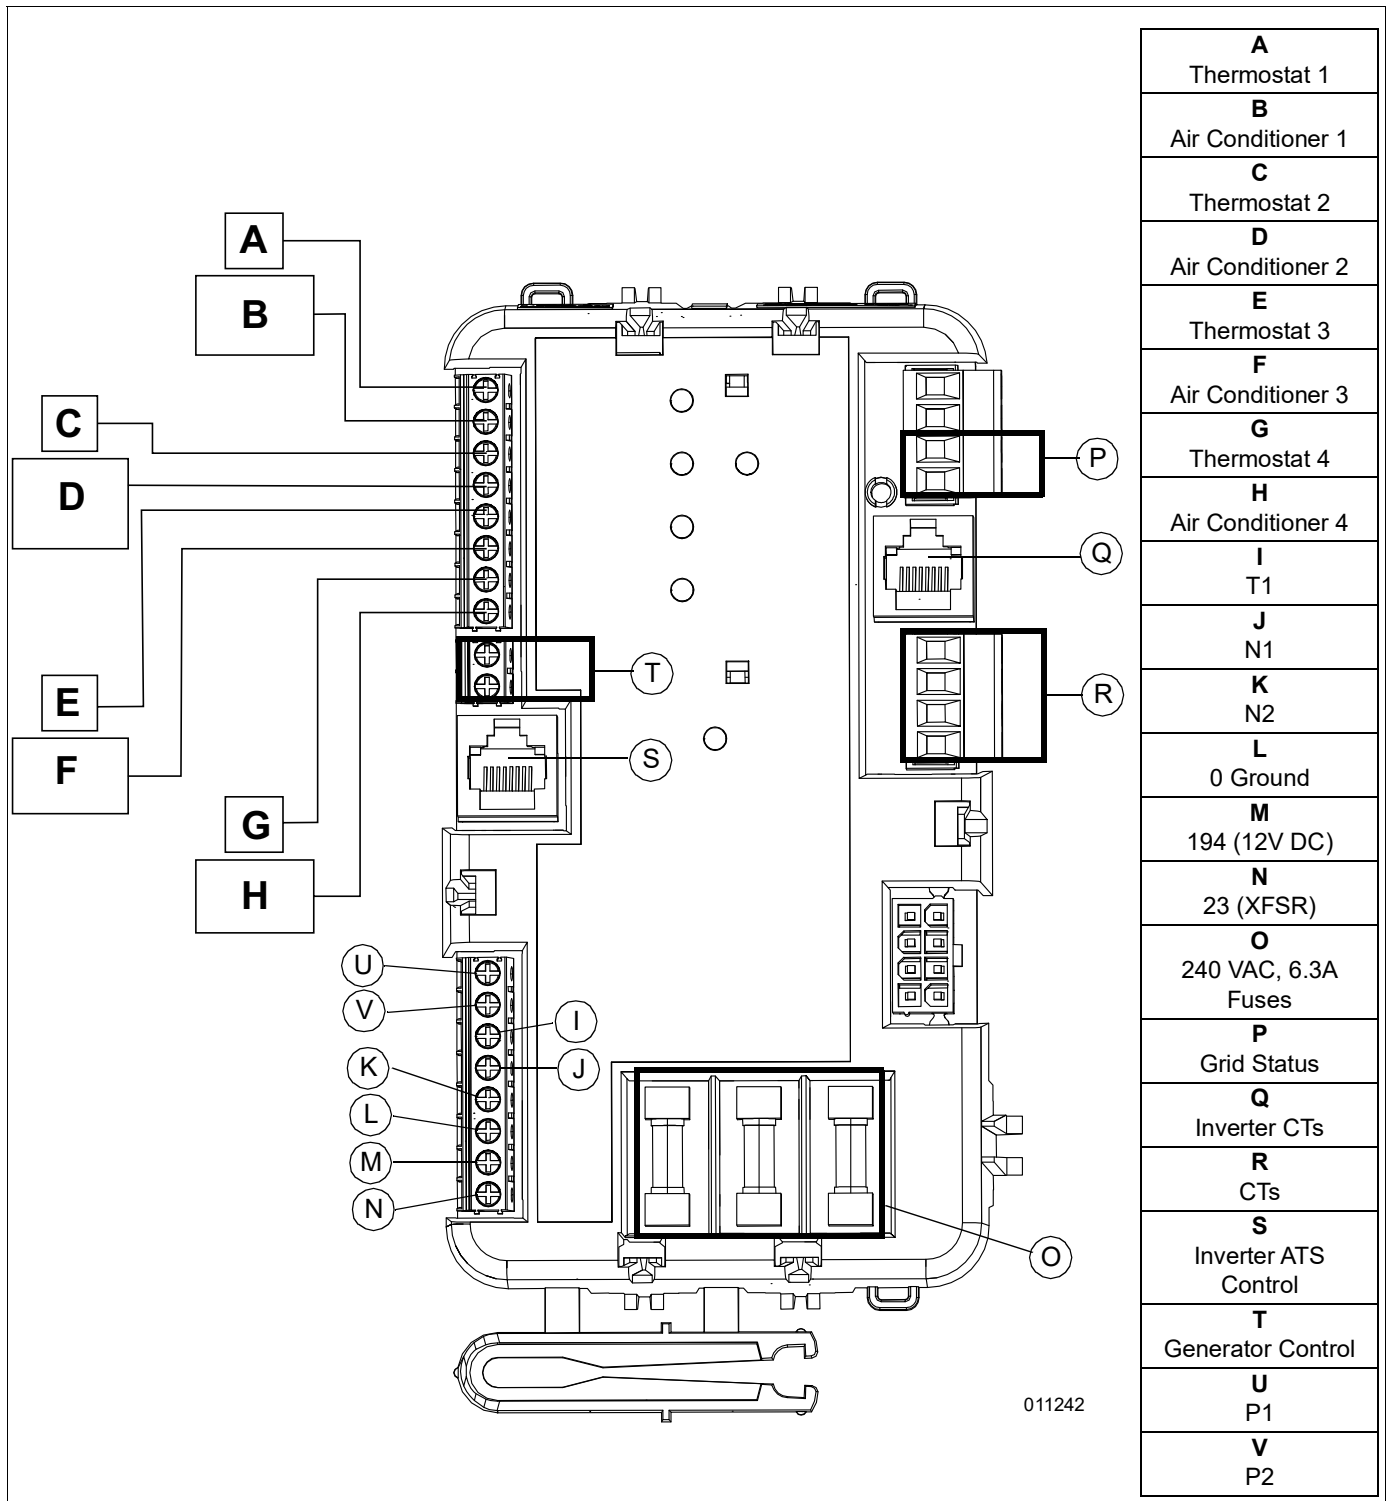 A
B
C
D
E
F
G
H
U
V
I
J
K
L
M
N
T
S
P
Q
R
O
011242
A
Thermostat 1
B
Air Conditioner 1
C
Thermostat 2
D
Air Conditioner 2
E
Thermostat 3
F
Air Conditioner 3
G
Thermostat 4
H
Air Conditioner 4
I
T1
J
N1
K
N2
L
0 Ground
M
194 (12V DC)
N
23 (XFSR)
O
240 VAC, 6.3A
Fuses
P
Grid Status
Q
Inverter CTs
R
CTs
S
Inverter ATS
Control
T
Generator Control
U
P1
V
P2